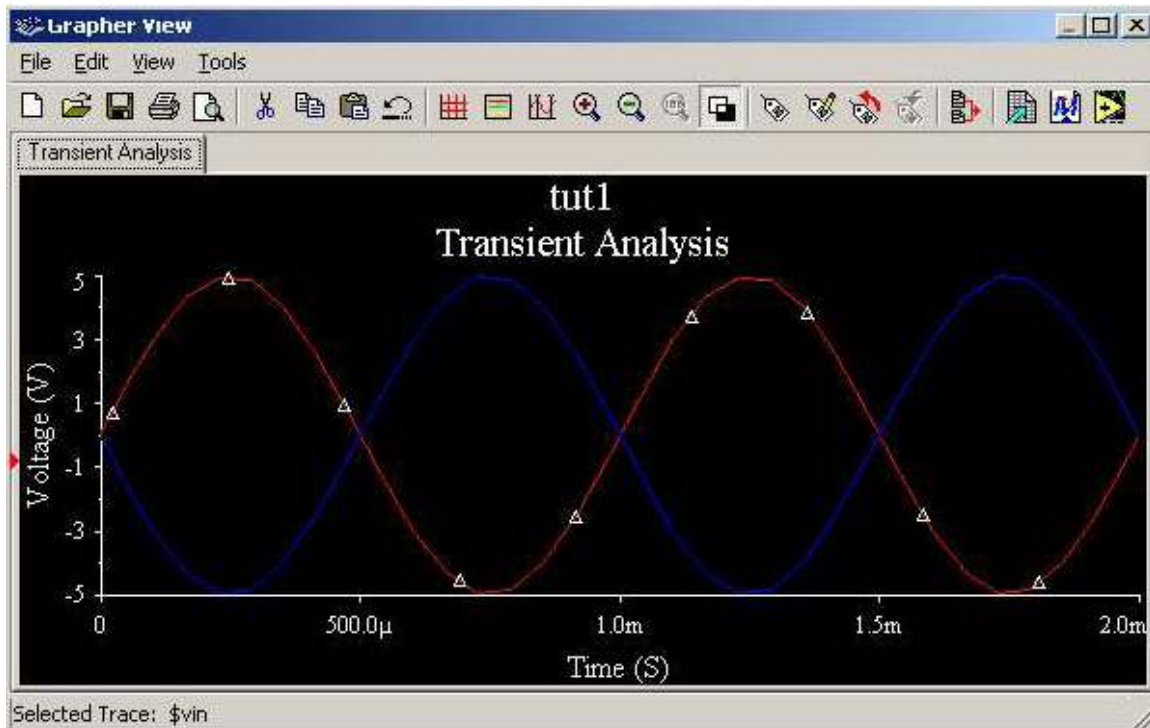 Grapher View
File Edit View Tools
Transient Analysis
tut1
Transient Analysis
Voltage (V)
5
3
1
-1
-3
-5
0 500.0µ 1.0m 1.5m 2.0m
Time (S)
Selected Trace: $vin